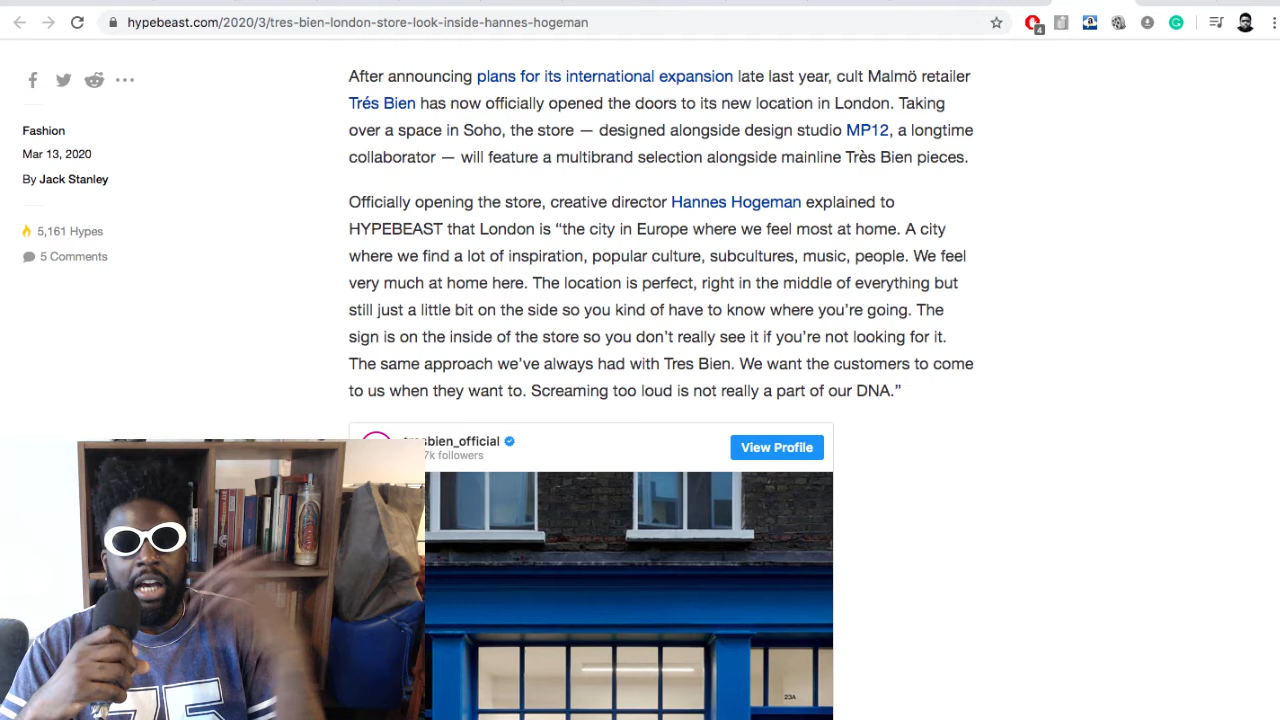 hypebeast.com/2020/3/tres-bien-london-store-look-inside-hannes-hogeman
4
Fashion
Mar 13, 2020
By Jack Stanley
5,161 Hypes
5 Comments
After announcing plans for its international expansion late last year, cult Malmö retailer
Trés Bien has now officially opened the doors to its new location in London. Taking
over a space in Soho, the store — designed alongside design studio MP12, a longtime
collaborator — will feature a multibrand selection alongside mainline Très Bien pieces.
Officially opening the store, creative director Hannes Hogeman explained to
HYPEBEAST that London is “the city in Europe where we feel most at home. A city
where we find a lot of inspiration, popular culture, subcultures, music, people. We feel
very much at home here. The location is perfect, right in the middle of everything but
still just a little bit on the side so you kind of have to know where you’re going. The
sign is on the inside of the store so you don’t really see it if you’re not looking for it.
The same approach we’ve always had with Tres Bien. We want the customers to come
to us when they want to. Screaming too loud is not really a part of our DNA.”
tresbien_official
7k followers
View Profile
23A
75